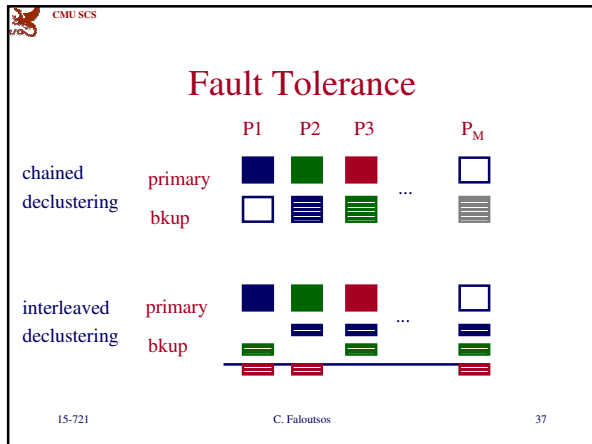 CMU SCS
Fault Tolerance
P1 P2 P3 PM
chained declustering
primary
...
bkup
interleaved declustering
primary
...
bkup
15-721 C. Faloutsos 37